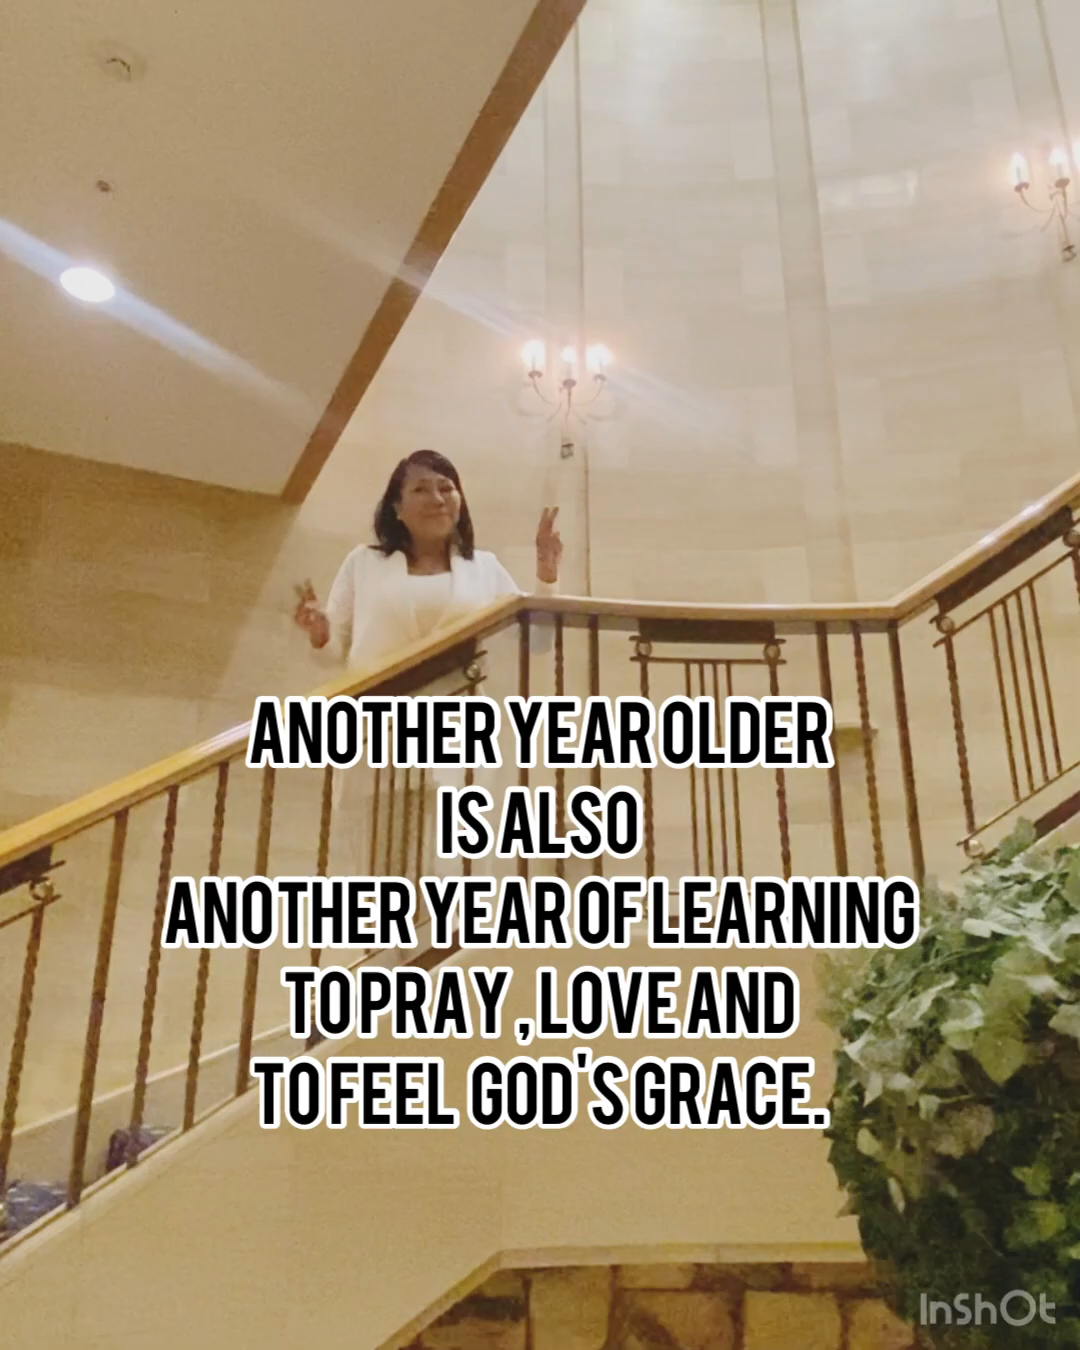 ANOTHER YEAR OLDER
IS ALSO
ANOTHER YEAR OF LEARNING
TO PRAY , LOVE AND
TO FEEL GOD'S GRACE.
InShOt